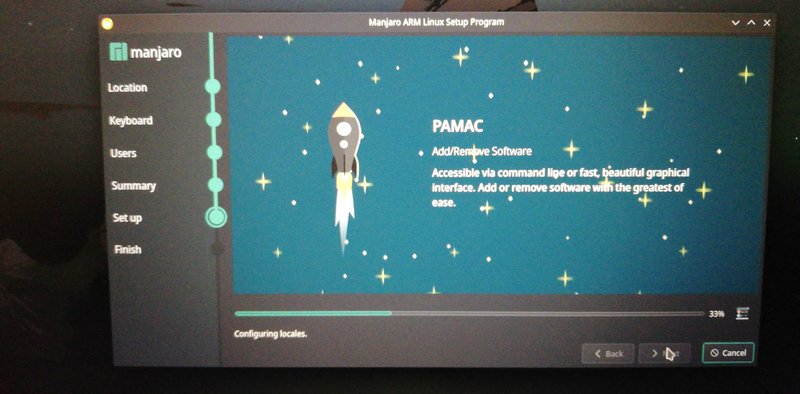 Manjaro ARM Linux Setup Program
manjaro
Location
Keyboard
Users
Summary
Set up
Finish
PAMAC
Add/Remove Software
Accessible via command line or fast, beautiful graphical
interface. Add or remove software with the greatest of
ease.
33%
Configuring locales.
Back
Cancel